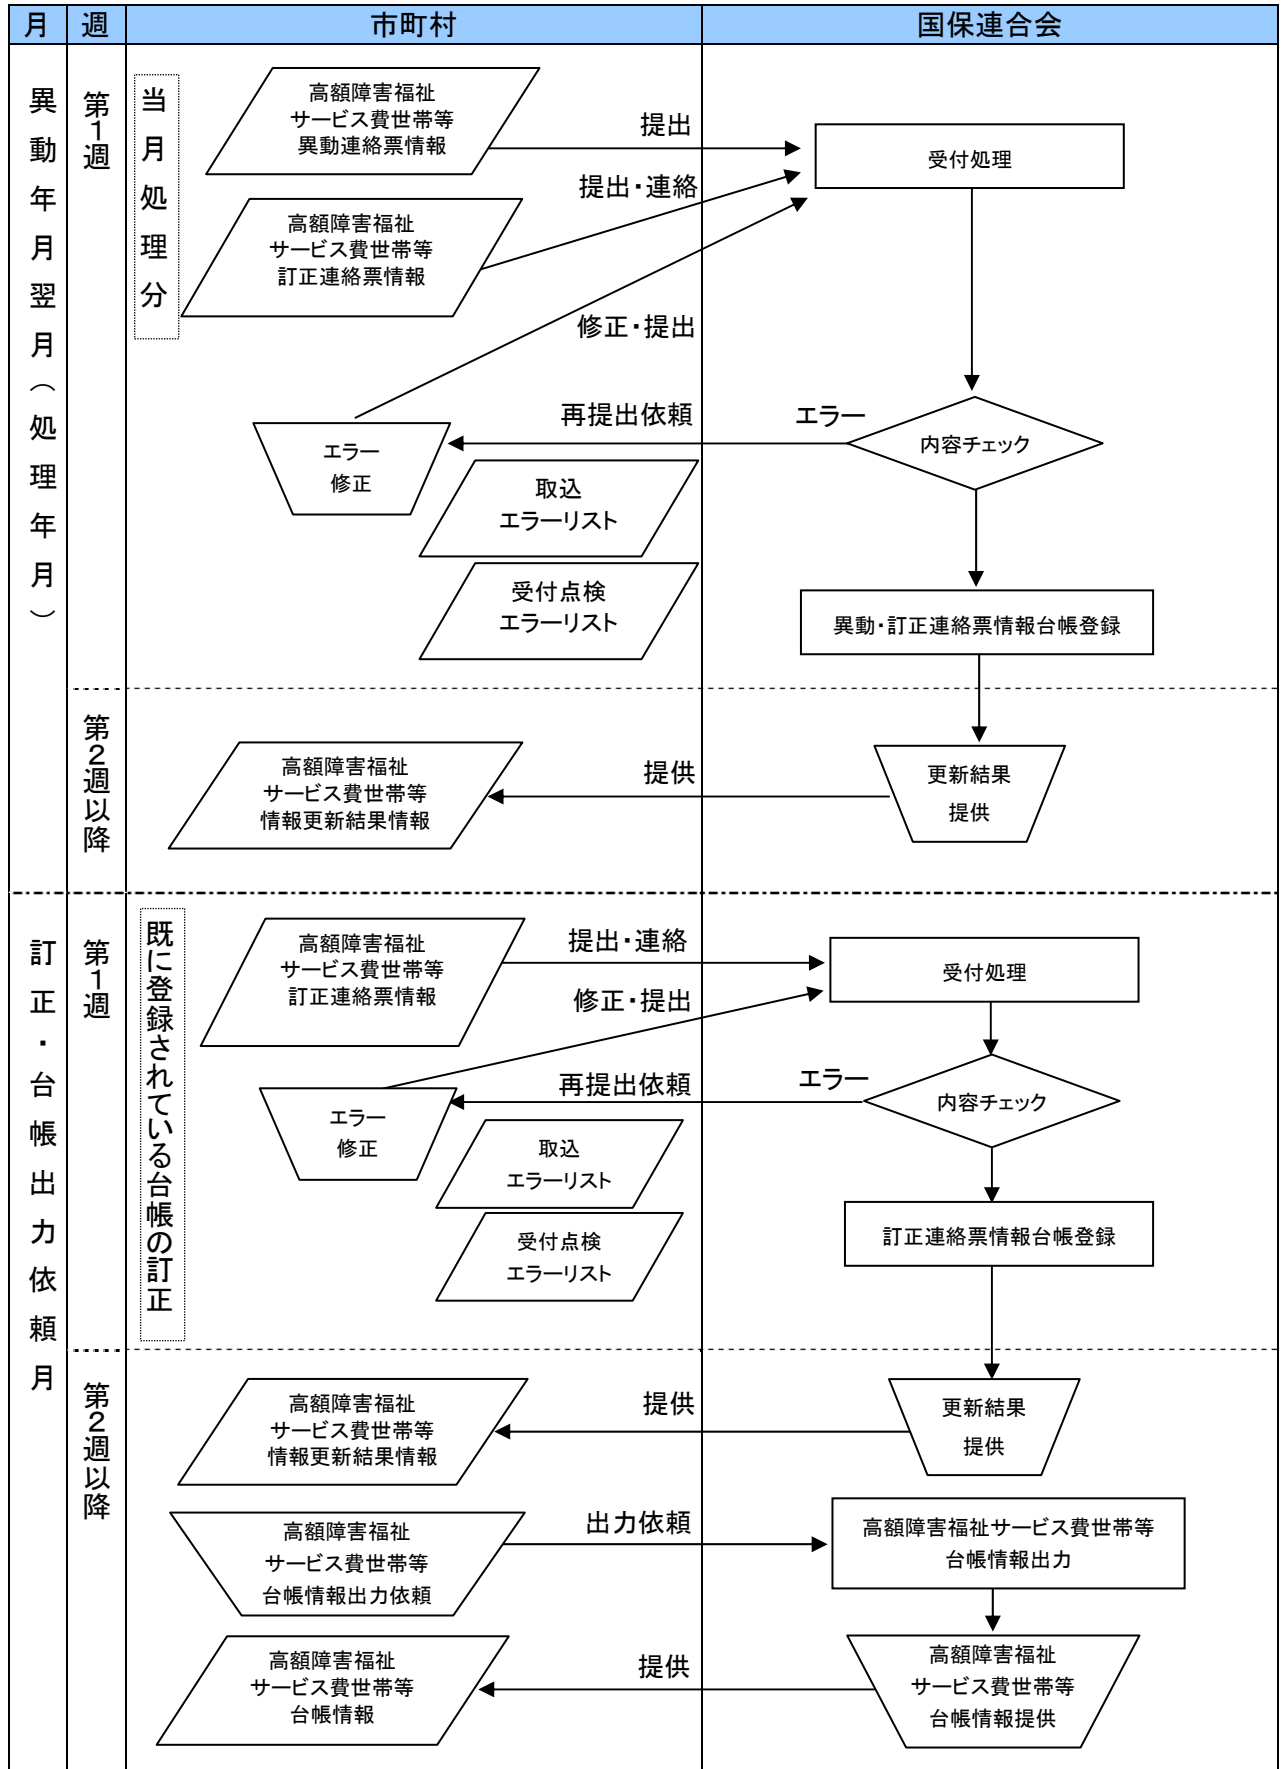 月
週
市町村
国保連合会
異動年月翌月（処理年月）
第1週
当月処理分
高額障害福祉
サービス費世帯等
異動連絡票情報
提出
受付処理
提出・連絡
高額障害福祉
サービス費世帯等
訂正連絡票情報
修正・提出
再提出依頼
エラー
内容チェック
エラー
修正
取込
エラーリスト
受付点検
エラーリスト
異動・訂正連絡票情報台帳登録
第2週以降
高額障害福祉
サービス費世帯等
情報更新結果情報
提供
更新結果
提供
訂正・台帳出力依頼月
第1週
既に登録されている台帳の訂正
高額障害福祉
サービス費世帯等
訂正連絡票情報
提出・連絡
受付処理
修正・提出
再提出依頼
エラー
内容チェック
エラー
修正
取込
エラーリスト
受付点検
エラーリスト
訂正連絡票情報台帳登録
第2週以降
高額障害福祉
サービス費世帯等
情報更新結果情報
提供
更新結果
提供
高額障害福祉
サービス費世帯等
台帳情報出力依頼
出力依頼
高額障害福祉サービス費世帯等
台帳情報出力
高額障害福祉
サービス費世帯等
台帳情報
提供
高額障害福祉
サービス費世帯等
台帳情報提供